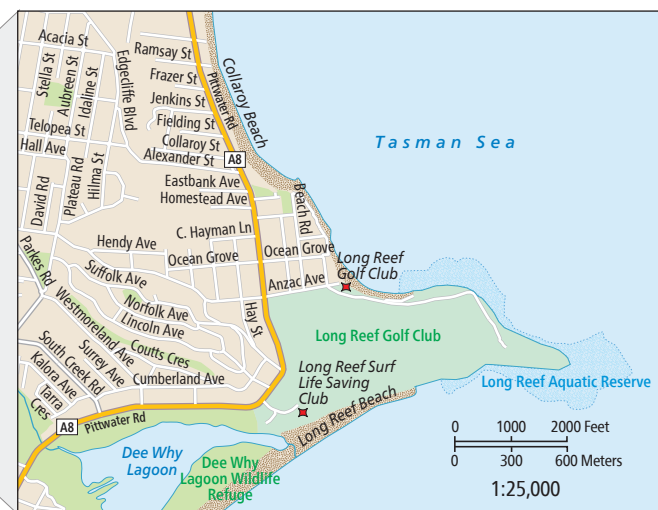 Acacia St
Stella St
Aubreen St
Idaline St
Edgecliffe Blvd
Ramsay St
Frazer St
Pittwater Rd
Collaroy Beach
Jenkins St
Fielding St
Collaroy St
Alexander St
A8
Telopea St
Hall Ave
David Rd
Plateau Rd
Hilma St
Tasman Sea
Eastbank Ave
Homestead Ave
Beach Rd
C. Hayman Ln
Hendy Ave
Ocean Grove
Ocean Grove
Long Reef
Golf Club
Parkes Rd
Suffolk Ave
Anzac Ave
Norfolk Ave
Lincoln Ave
Hay St
Westmoreland Ave
Long Reef Golf Club
Coutts Cres
South Creek Rd
Surrey Ave
Kalora Ave
Tarra
Cres
Cumberland Ave
Long Reef Surf
Life Saving
Club
Long Reef Aquatic Reserve
Long Reef Beach
A8
Pittwater Rd
Dee Why
Lagoon
Dee Why
Lagoon Wildlife
Refuge
0 1000 2000 Feet
0 300 600 Meters
1:25,000